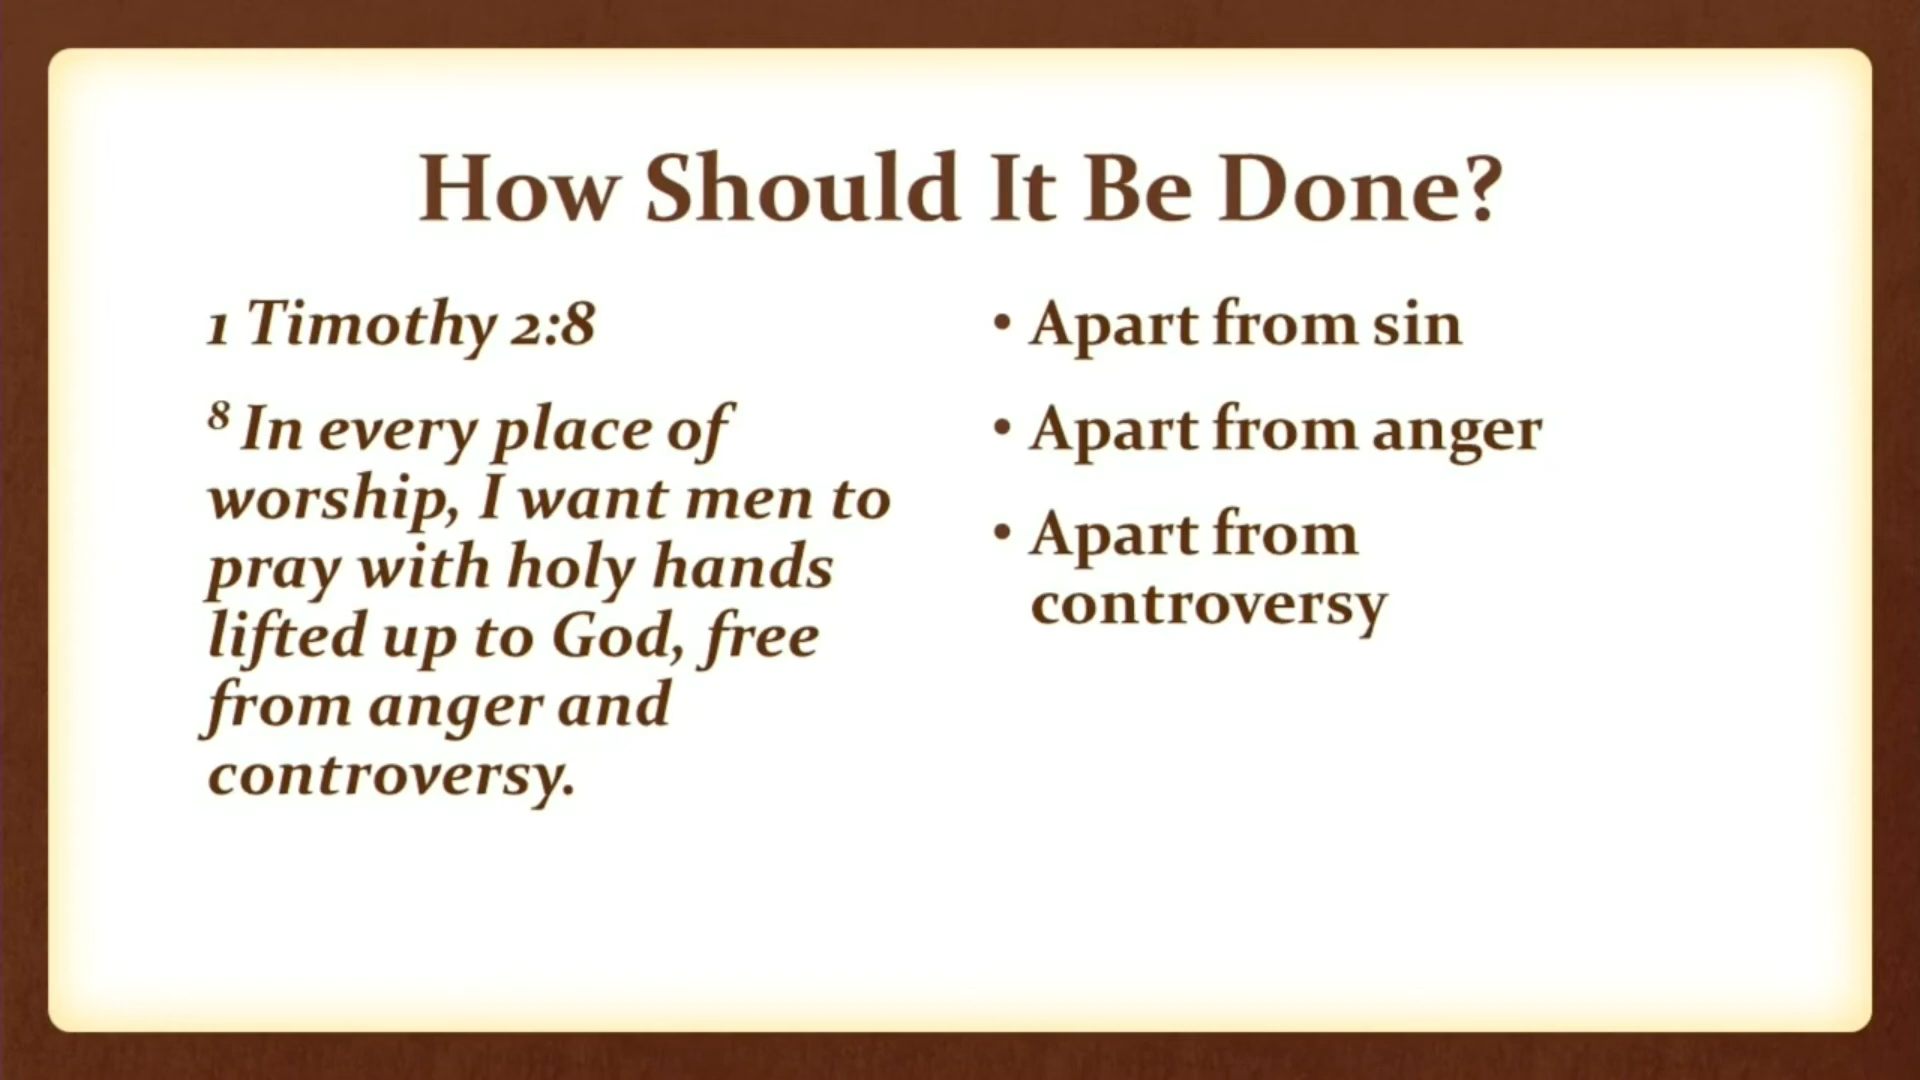 How Should It Be Done?
1 Timothy 2:8
8 In every place of
worship, I want men to
pray with holy hands
lifted up to God, free
from anger and
controversy.
• Apart from sin
• Apart from anger
• Apart from
controversy